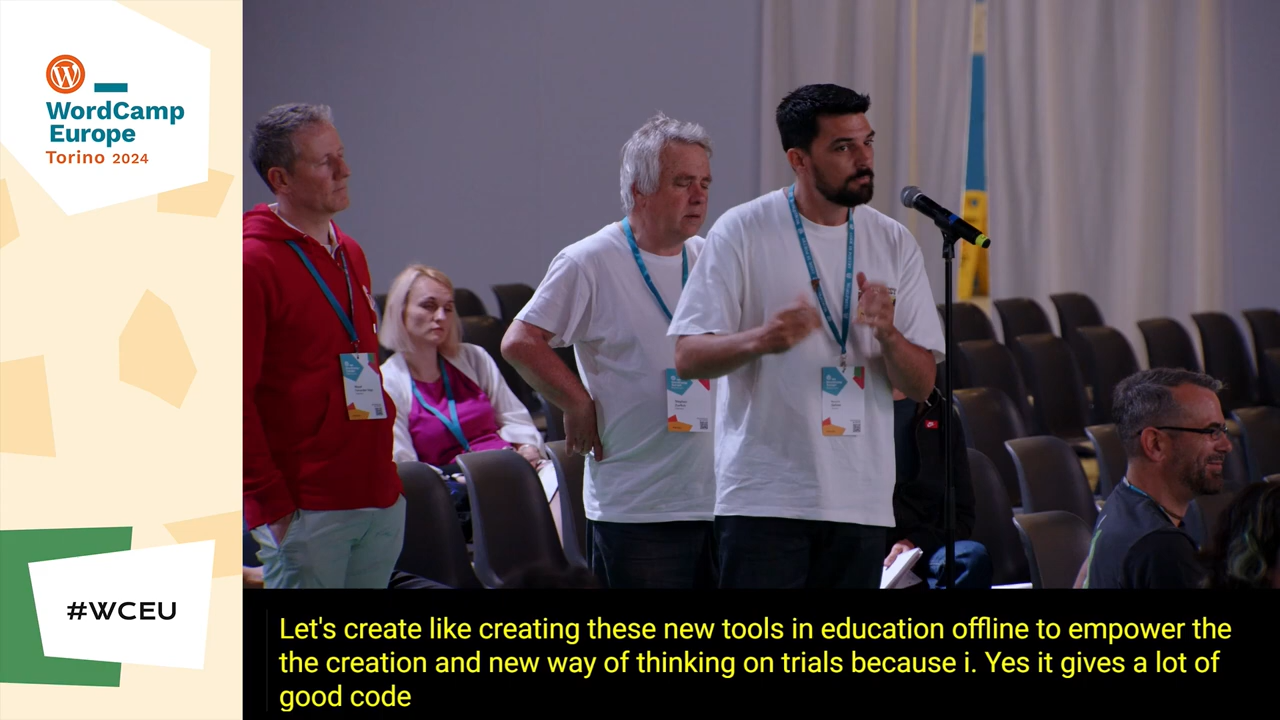 WordCamp
Europe
Torino 2024
#WCEU
Let's create like creating these new tools in education offline to empower the
the creation and new way of thinking on trials because i. Yes it gives a lot of
good code